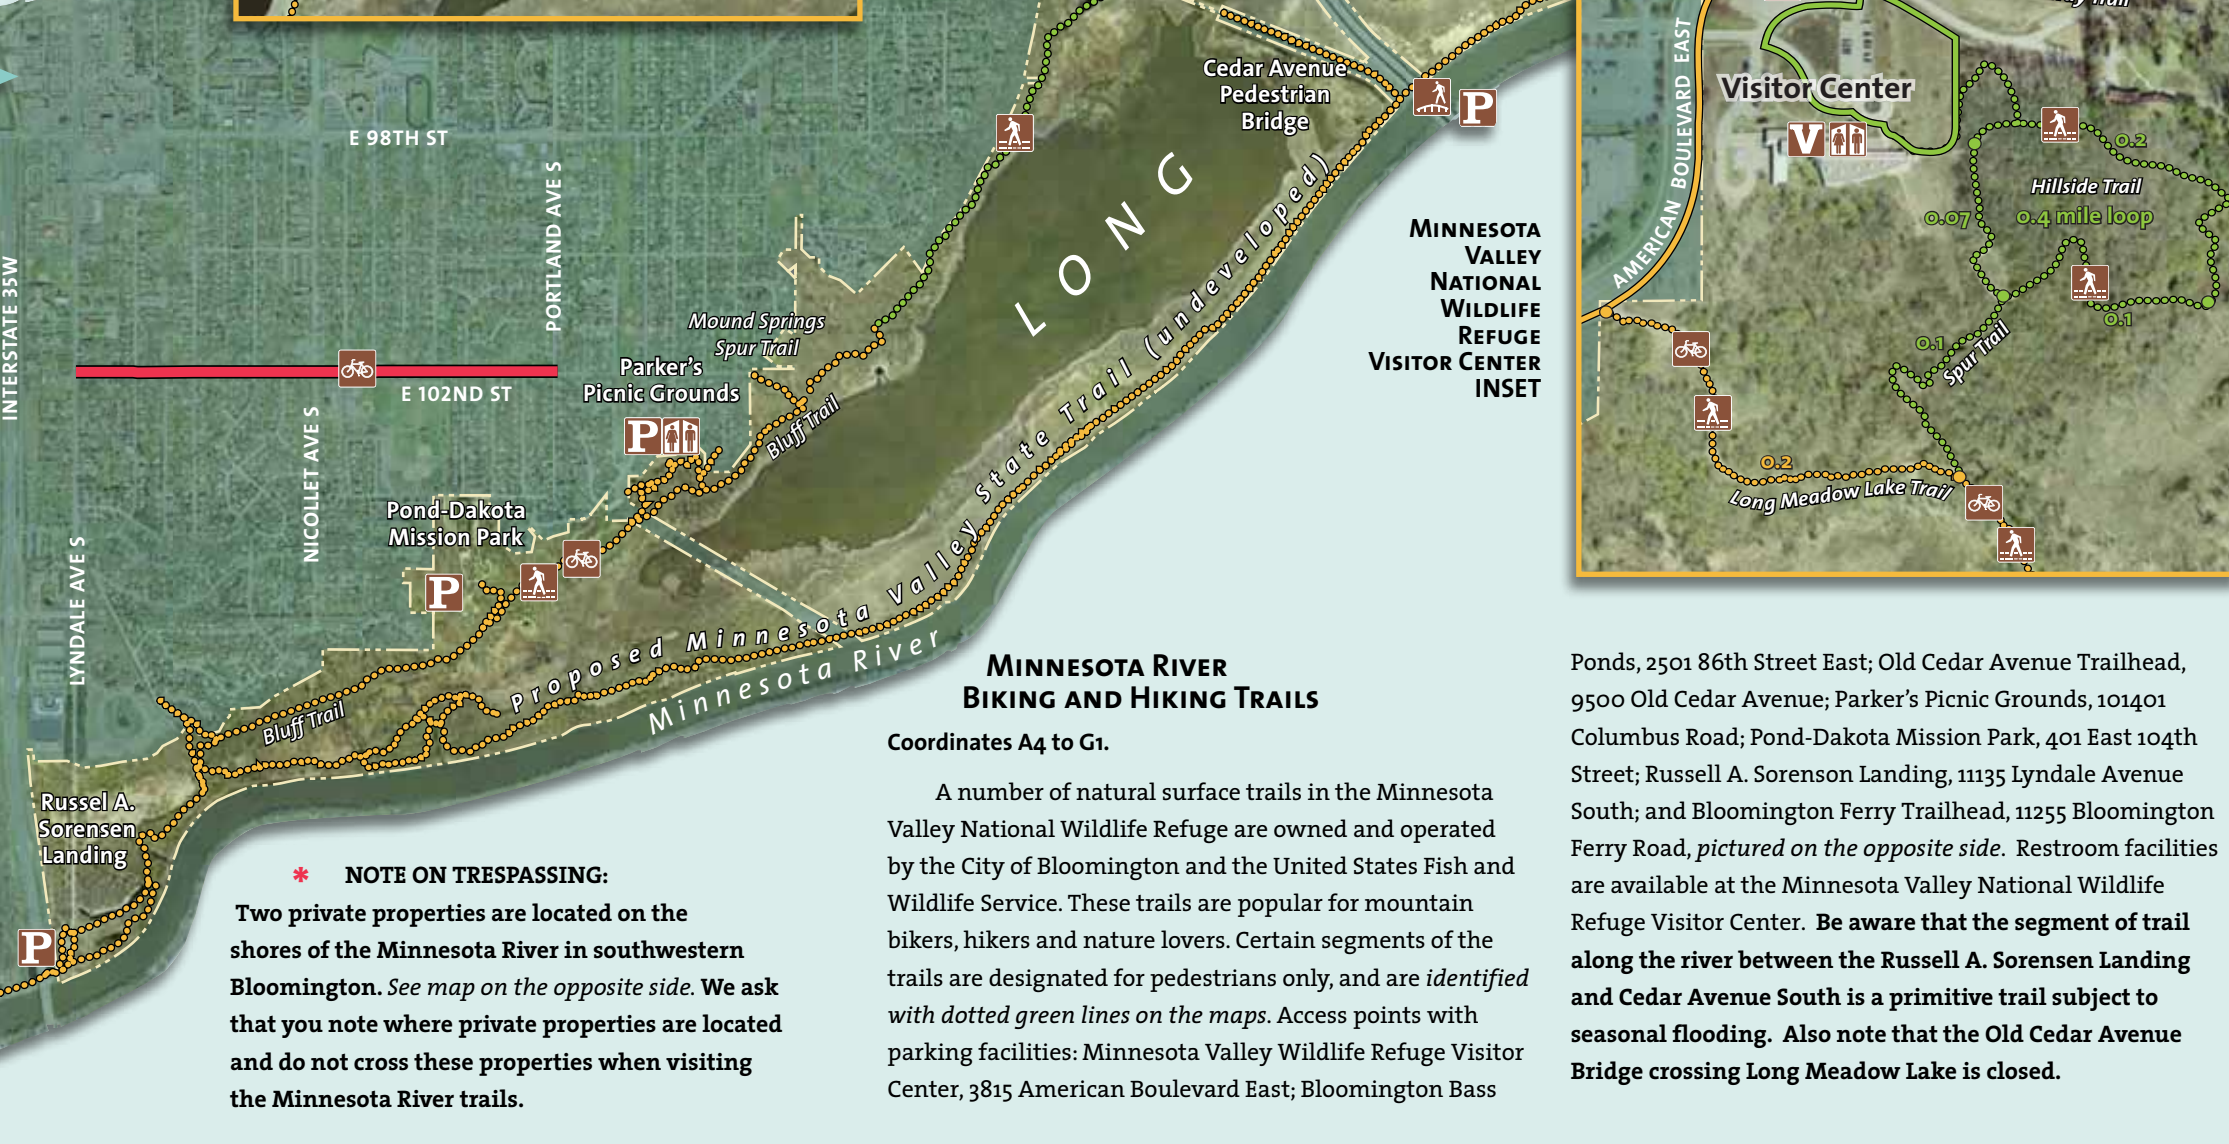 E 98TH ST
PORTLAND AVE S
INTERSTATE 35W
E 102ND ST
NICOLLET AVE S
LYNDALE AVE S
Cedar Avenue
Pedestrian
Bridge
P
LONG
Mound Springs
Spur Trail
Parker's
Picnic Grounds
P
Bluff Trail
Pond-Dakota
Mission Park
P
Proposed Minnesota Valley State Trail (undeveloped)
Minnesota River
Bluff Trail
Russel A.
Sorensen
Landing
P
MINNESOTA
VALLEY
NATIONAL
WILDLIFE
REFUGE
VISITOR CENTER
INSET
AMERICAN BOULEVARD EAST
Visitor Center
V
0.2
Hillside Trail
0.4 mile loop
0.07
0.1
0.1
Spur Trail
0.2
Long Meadow Lake Trail
* NOTE ON TRESPASSING:
Two private properties are located on the
shores of the Minnesota River in southwestern
Bloomington. See map on the opposite side. We ask
that you note where private properties are located
and do not cross these properties when visiting
the Minnesota River trails.
MINNESOTA RIVER
BIKING AND HIKING TRAILS
Coordinates A4 to G1.
A number of natural surface trails in the Minnesota
Valley National Wildlife Refuge are owned and operated
by the City of Bloomington and the United States Fish and
Wildlife Service. These trails are popular for mountain
bikers, hikers and nature lovers. Certain segments of the
trails are designated for pedestrians only, and are identified
with dotted green lines on the maps. Access points with
parking facilities: Minnesota Valley Wildlife Refuge Visitor
Center, 3815 American Boulevard East; Bloomington Bass
Ponds, 2501 86th Street East; Old Cedar Avenue Trailhead,
9500 Old Cedar Avenue; Parker's Picnic Grounds, 101401
Columbus Road; Pond-Dakota Mission Park, 401 East 104th
Street; Russell A. Sorenson Landing, 11135 Lyndale Avenue
South; and Bloomington Ferry Trailhead, 11255 Bloomington
Ferry Road, pictured on the opposite side. Restroom facilities
are available at the Minnesota Valley National Wildlife
Refuge Visitor Center. Be aware that the segment of trail
along the river between the Russell A. Sorensen Landing
and Cedar Avenue South is a primitive trail subject to
seasonal flooding. Also note that the Old Cedar Avenue
Bridge crossing Long Meadow Lake is closed.